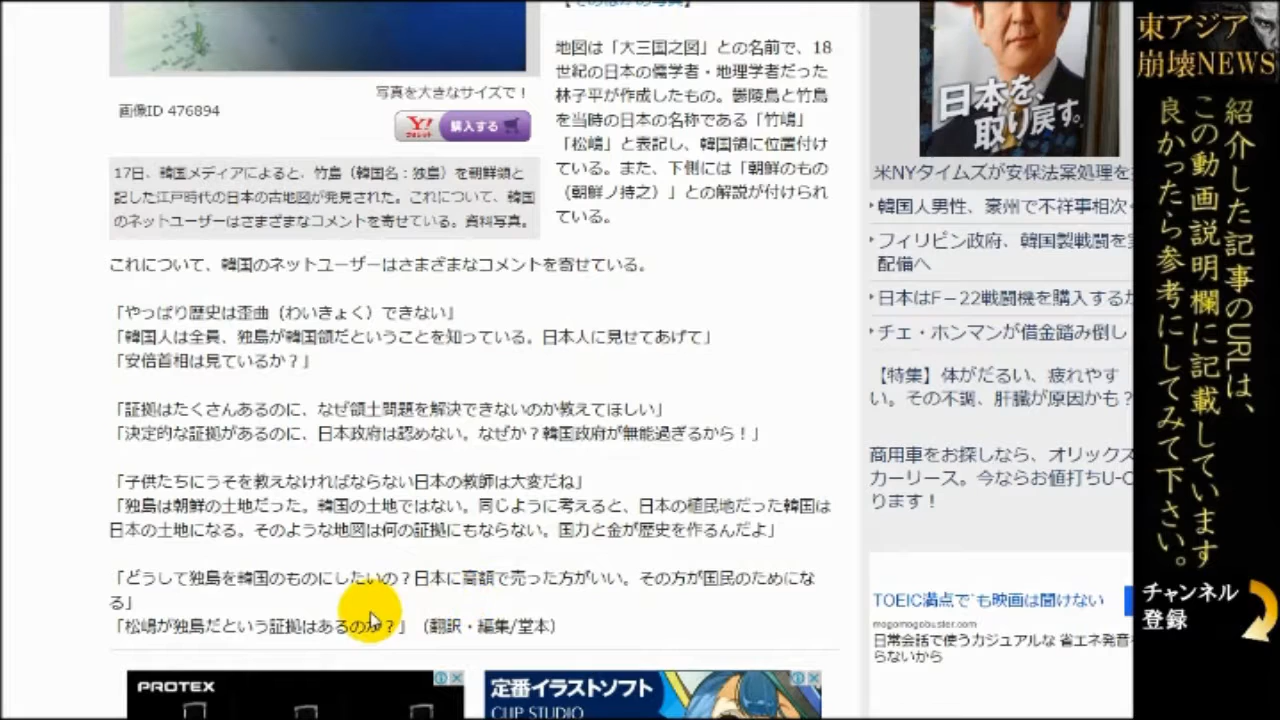 【そのほかの写真】
地図は「大三国之図」との名前で、18
世紀の日本の儒学者・地理学者だった
林子平が作成したもの。鬱陵島と竹島
を当時の日本の名称である「竹嶋」
「松嶋」と表記し、韓国領に位置付け
ている。また、下側には「朝鮮のもの
（朝鮮ノ持之）」との解説が付けられ
ている。
写真を大きなサイズで！
画像ID 476894
Y!
購入する
17日、韓国メディアによると、竹島（韓国名：独島）を朝鮮領と
記した江戸時代の日本の古地図が発見された。これについて、韓国
のネットユーザーはさまざまなコメントを寄せている。資料写真。
これについて、韓国のネットユーザーはさまざまなコメントを寄せている。
「やっぱり歴史は歪曲（わいきょく）できない」
「韓国人は全員、独島が韓国領だということを知っている。日本人に見せてあげて」
「安倍首相は見ているか？」
「証拠はたくさんあるのに、なぜ領土問題を解決できないのか教えてほしい」
「決定的な証拠があるのに、日本政府は認めない。なぜか？韓国政府が無能過ぎるから！」
「子供たちにうそを教えなければならない日本の教師は大変だね」
「独島は朝鮮の土地だった。韓国の土地ではない。同じように考えると、日本の植民地だった韓国は
日本の土地になる。そのような地図は何の証拠にもならない。国力と金が歴史を作るんだよ」
「どうして独島を韓国のものにしたいの？日本に高額で売った方がいい。その方が国民のためにな
る」
「松嶋が独島だという証拠はあるのか？」（翻訳・編集/堂本）
PROTEX
定番イラストソフト
CLIP STUDIO
日本を、
取り戻す。
米NYタイムズが安保法案処理を
韓国人男性、豪州で不祥事相次
フィリピン政府、韓国製戦闘を
配備へ
日本はF－22戦闘機を購入するか
チェ・ホンマンが借金踏み倒し
【特集】体がだるい、疲れやす
い。その不調、肝臓が原因かも？
商用車をお探しなら、オリックス
カーリース。今ならお値打ちU-C
ります！
TOEIC満点で`も映画は聞けない
mogomogobuster.com
日常会話で使うカジュアルな 省エネ発音
らないから
東アジア
崩壊NEWS
紹介した記事のURLは、
この動画説明欄に記載しています
良かったら参考にしてみて下さい。
チャンネル
登録